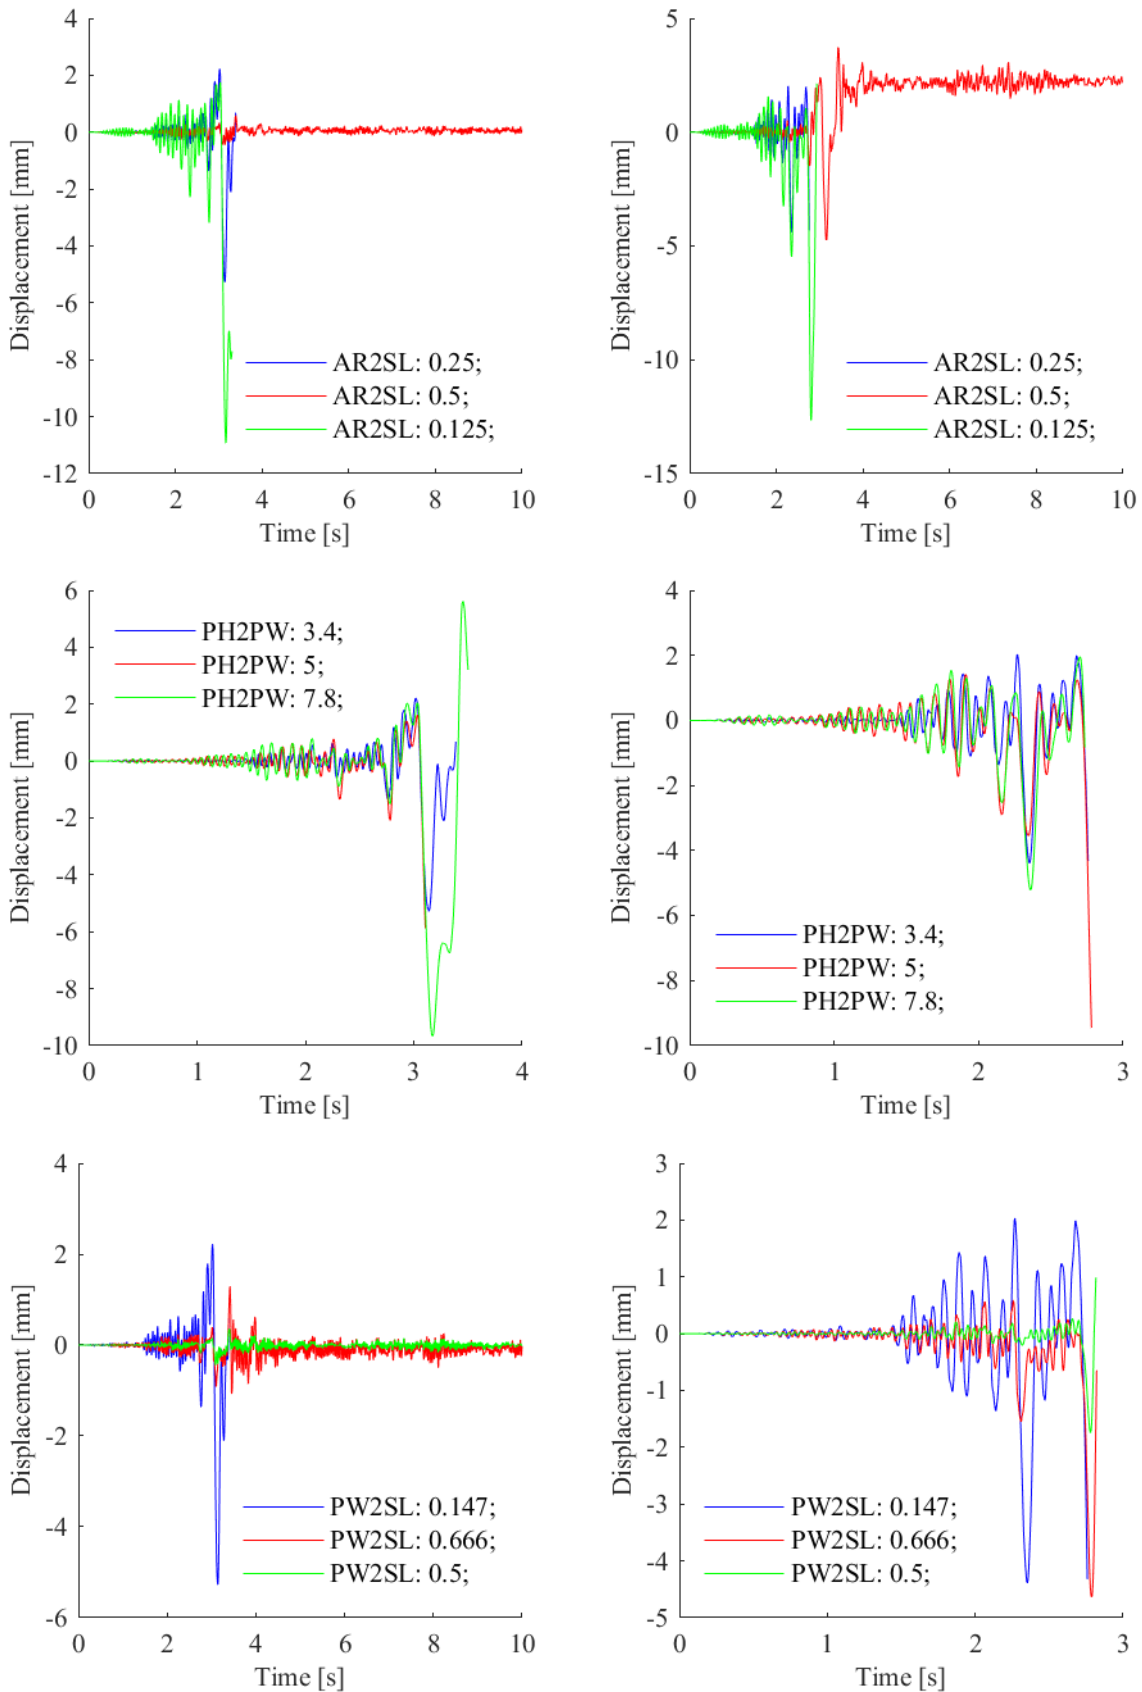 4
2
0
-2
-4
-6
-8
-10
-12
Displacement [mm]
AR2SL: 0.25;
AR2SL: 0.5;
AR2SL: 0.125;
0 2 4 6 8 10
Time [s]
5
0
-5
-10
-15
Displacement [mm]
AR2SL: 0.25;
AR2SL: 0.5;
AR2SL: 0.125;
0 2 4 6 8 10
Time [s]
6
4
2
0
-2
-4
-6
-8
-10
Displacement [mm]
PH2PW: 3.4;
PH2PW: 5;
PH2PW: 7.8;
0 1 2 3 4
Time [s]
4
2
0
-2
-4
-6
-8
-10
Displacement [mm]
PH2PW: 3.4;
PH2PW: 5;
PH2PW: 7.8;
0 1 2 3
Time [s]
4
2
0
-2
-4
-6
Displacement [mm]
PW2SL: 0.147;
PW2SL: 0.666;
PW2SL: 0.5;
0 2 4 6 8 10
Time [s]
3
2
1
0
-1
-2
-3
-4
-5
Displacement [mm]
PW2SL: 0.147;
PW2SL: 0.666;
PW2SL: 0.5;
0 1 2 3
Time [s]